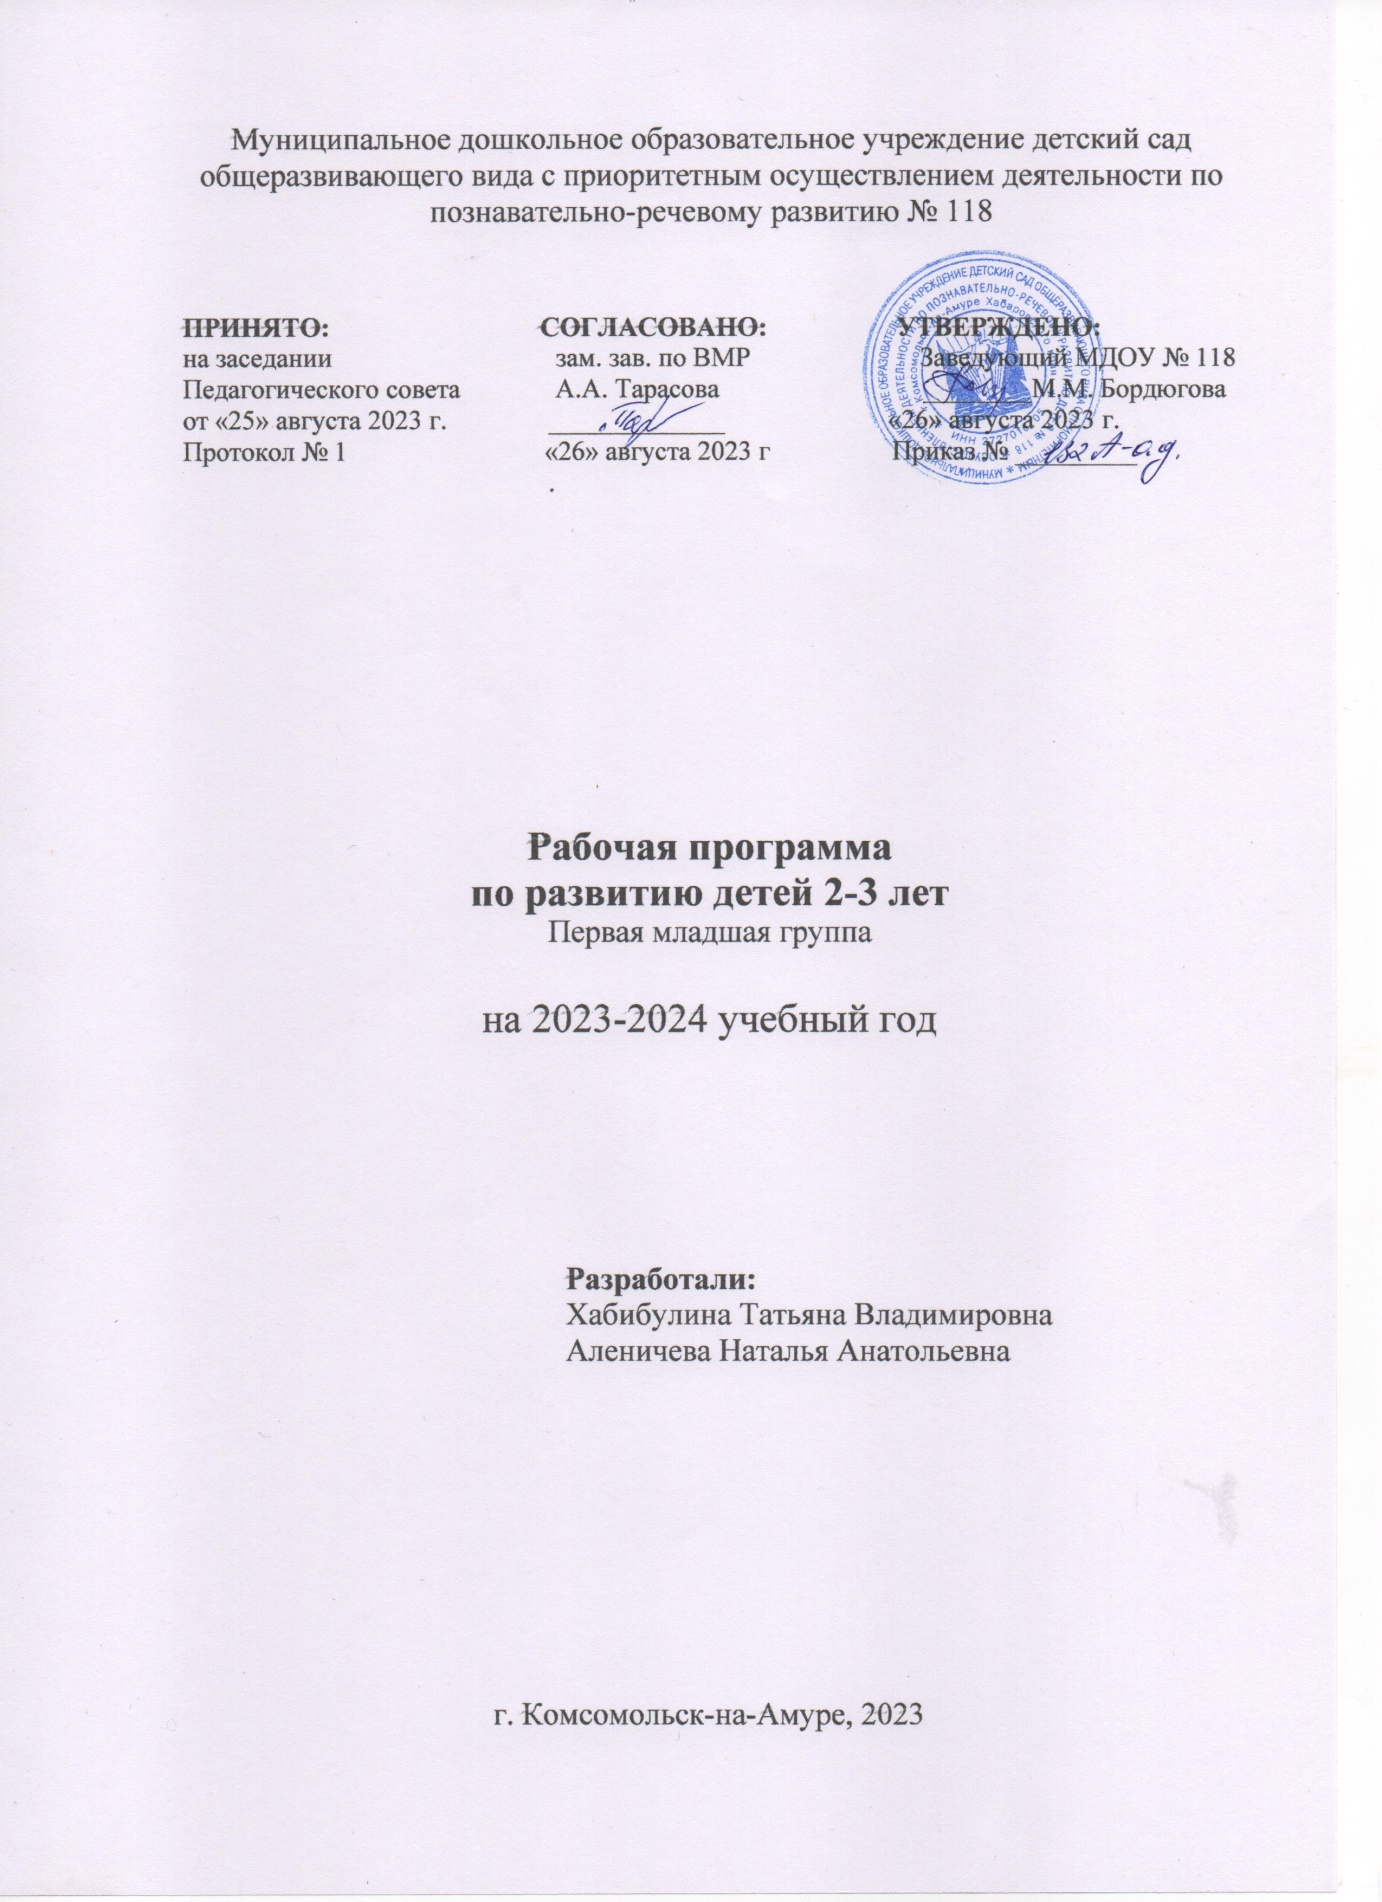 Муниципальное дошкольное образовательное учреждение детский сад
общеразвивающего вида с приоритетным осуществлением деятельности по
познавательно-речевому развитию № 118
ПРИНЯТО:
на заседании
Педагогического совета
от «25» августа 2023 г.
Протокол № 1
СОГЛАСОВАНО:
зам. зав. по ВМР
А.А. Тарасова
«26» августа 2023 г
.
УТВЕРЖДЕНО:
Заведующий МДОУ № 118
М.М. Бордюгова
«26» августа 2023 г.
Приказ № 132 А-а.д.
Рабочая программа
по развитию детей 2-3 лет
Первая младшая группа
на 2023-2024 учебный год
Разработали:
Хабибулина Татьяна Владимировна
Аленичева Наталья Анатольевна
г. Комсомольск-на-Амуре, 2023